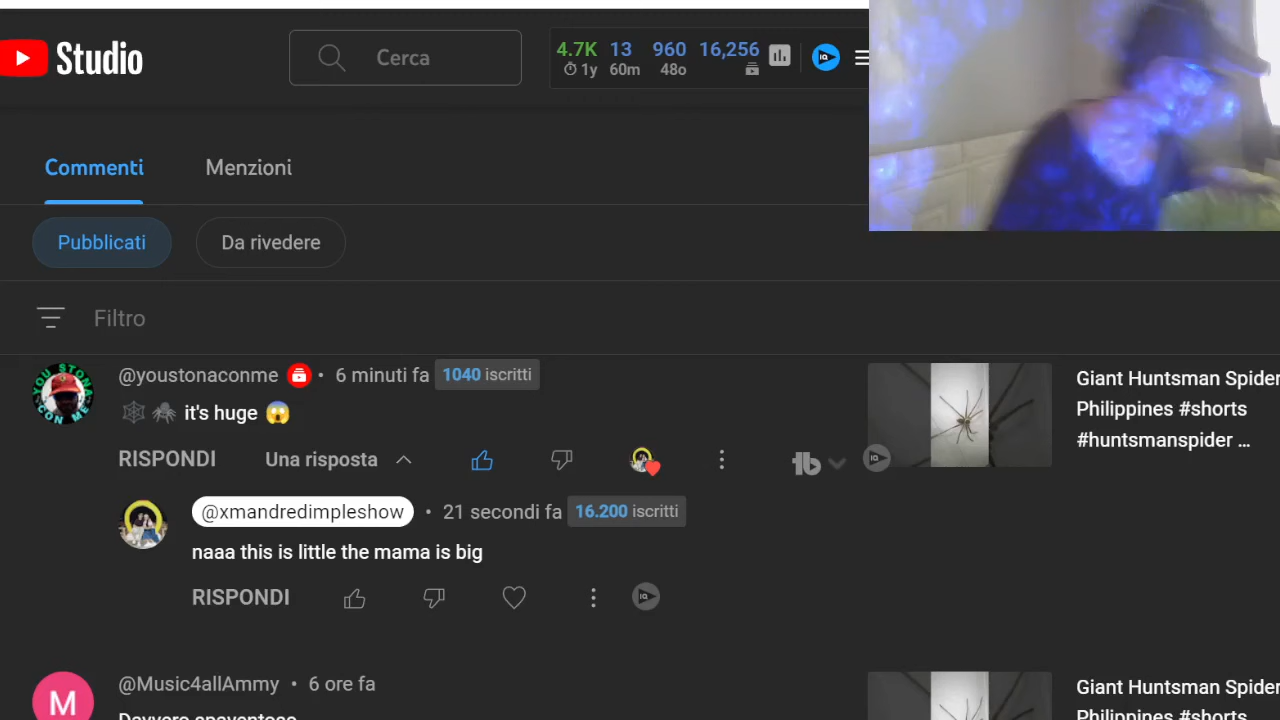 Studio
Cerca
4.7K 13 960 16,256
1y 60m 48o
Commenti Menzioni
Pubblicati Da rivedere
Filtro
@youstonaconme • 6 minuti fa 1040 iscritti
🕸️ 🕷️ it's huge 😱
RISPONDI Una risposta
@xmandredimpleshow • 21 secondi fa 16.200 iscritti
naaa this is little the mama is big
RISPONDI
Giant Huntsman Spider
Philippines #shorts
#huntsmanspider ...
M
@Music4allAmmy • 6 ore fa
Davvero spaventoso
Giant Huntsman Spider
Philippines #shorts